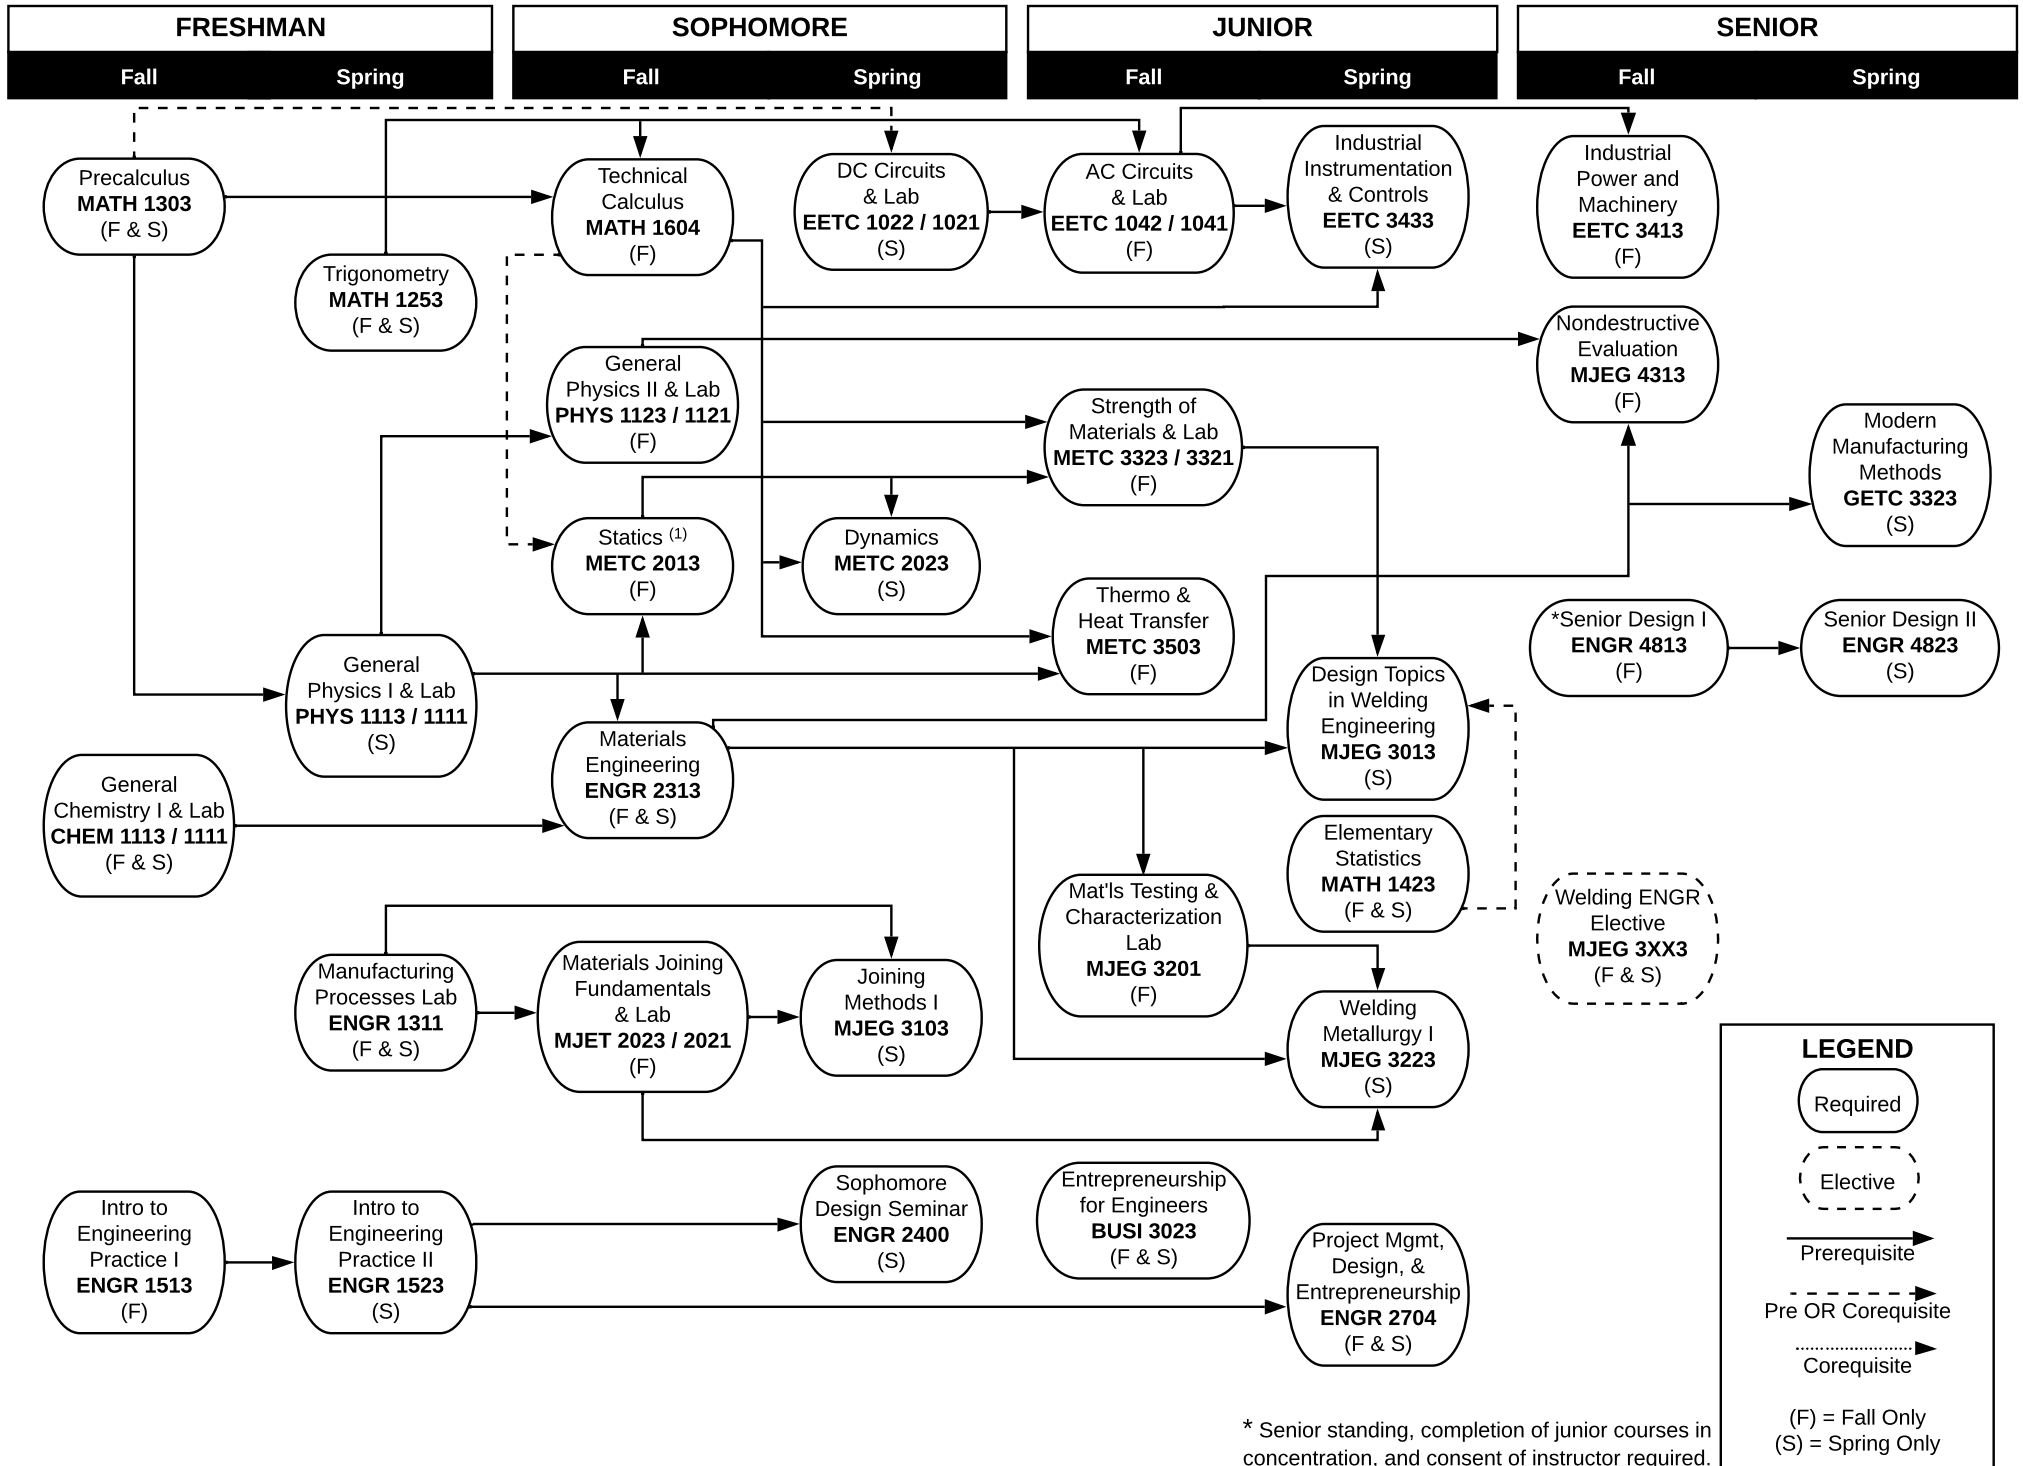 FRESHMAN
Fall
Spring
SOPHOMORE
Fall
Spring
JUNIOR
Fall
Spring
SENIOR
Fall
Spring
Precalculus
MATH 1303
(F & S)
General
Chemistry I & Lab
CHEM 1113 / 1111
(F & S)
Intro to
Engineering
Practice I
ENGR 1513
(F)
Trigonometry
MATH 1253
(F & S)
General
Physics I & Lab
PHYS 1113 / 1111
(S)
Manufacturing
Processes Lab
ENGR 1311
(F & S)
Intro to
Engineering
Practice II
ENGR 1523
(S)
Technical
Calculus
MATH 1604
(F)
General
Physics II & Lab
PHYS 1123 / 1121
(F)
Statics (1)
METC 2013
(F)
Materials
Engineering
ENGR 2313
(F & S)
Materials Joining
Fundamentals
& Lab
MJET 2023 / 2021
(F)
DC Circuits
& Lab
EETC 1022 / 1021
(S)
Dynamics
METC 2023
(S)
Joining
Methods I
MJEG 3103
(S)
Sophomore
Design Seminar
ENGR 2400
(S)
AC Circuits
& Lab
EETC 1042 / 1041
(F)
Strength of
Materials & Lab
METC 3323 / 3321
(F)
Thermo &
Heat Transfer
METC 3503
(F)
Mat'ls Testing &
Characterization
Lab
MJEG 3201
(F)
Entrepreneurship
for Engineers
BUSI 3023
(F & S)
Industrial
Instrumentation
& Controls
EETC 3433
(S)
Design Topics
in Welding
Engineering
MJEG 3013
(S)
Elementary
Statistics
MATH 1423
(F & S)
Welding
Metallurgy I
MJEG 3223
(S)
Project Mgmt,
Design, &
Entrepreneurship
ENGR 2704
(F & S)
Industrial
Power and
Machinery
EETC 3413
(F)
Nondestructive
Evaluation
MJEG 4313
(F)
*Senior Design I
ENGR 4813
(F)
Welding ENGR
Elective
MJEG 3XX3
(F & S)
Modern
Manufacturing
Methods
GETC 3323
(S)
Senior Design II
ENGR 4823
(S)
LEGEND
Required
Elective
Prerequisite
Pre OR Corequisite
Corequisite
(F) = Fall Only
(S) = Spring Only
* Senior standing, completion of junior courses in
concentration, and consent of instructor required.